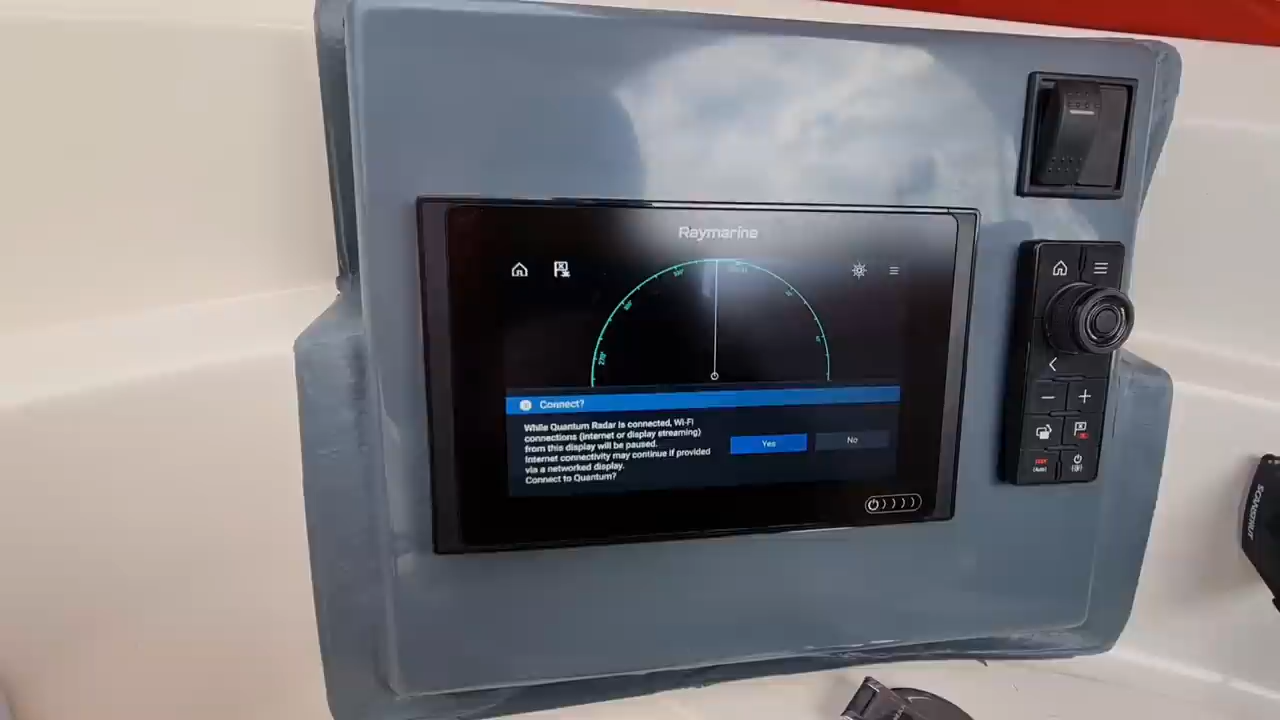 Raymarine
Connect?
While Quantum Radar is connected, Wi-Fi
connections (internet or display streaming)
from this display will be paused.
Internet connectivity may continue if provided
via a networked display.
Connect to Quantum?
Yes
No
SCANSTRUT